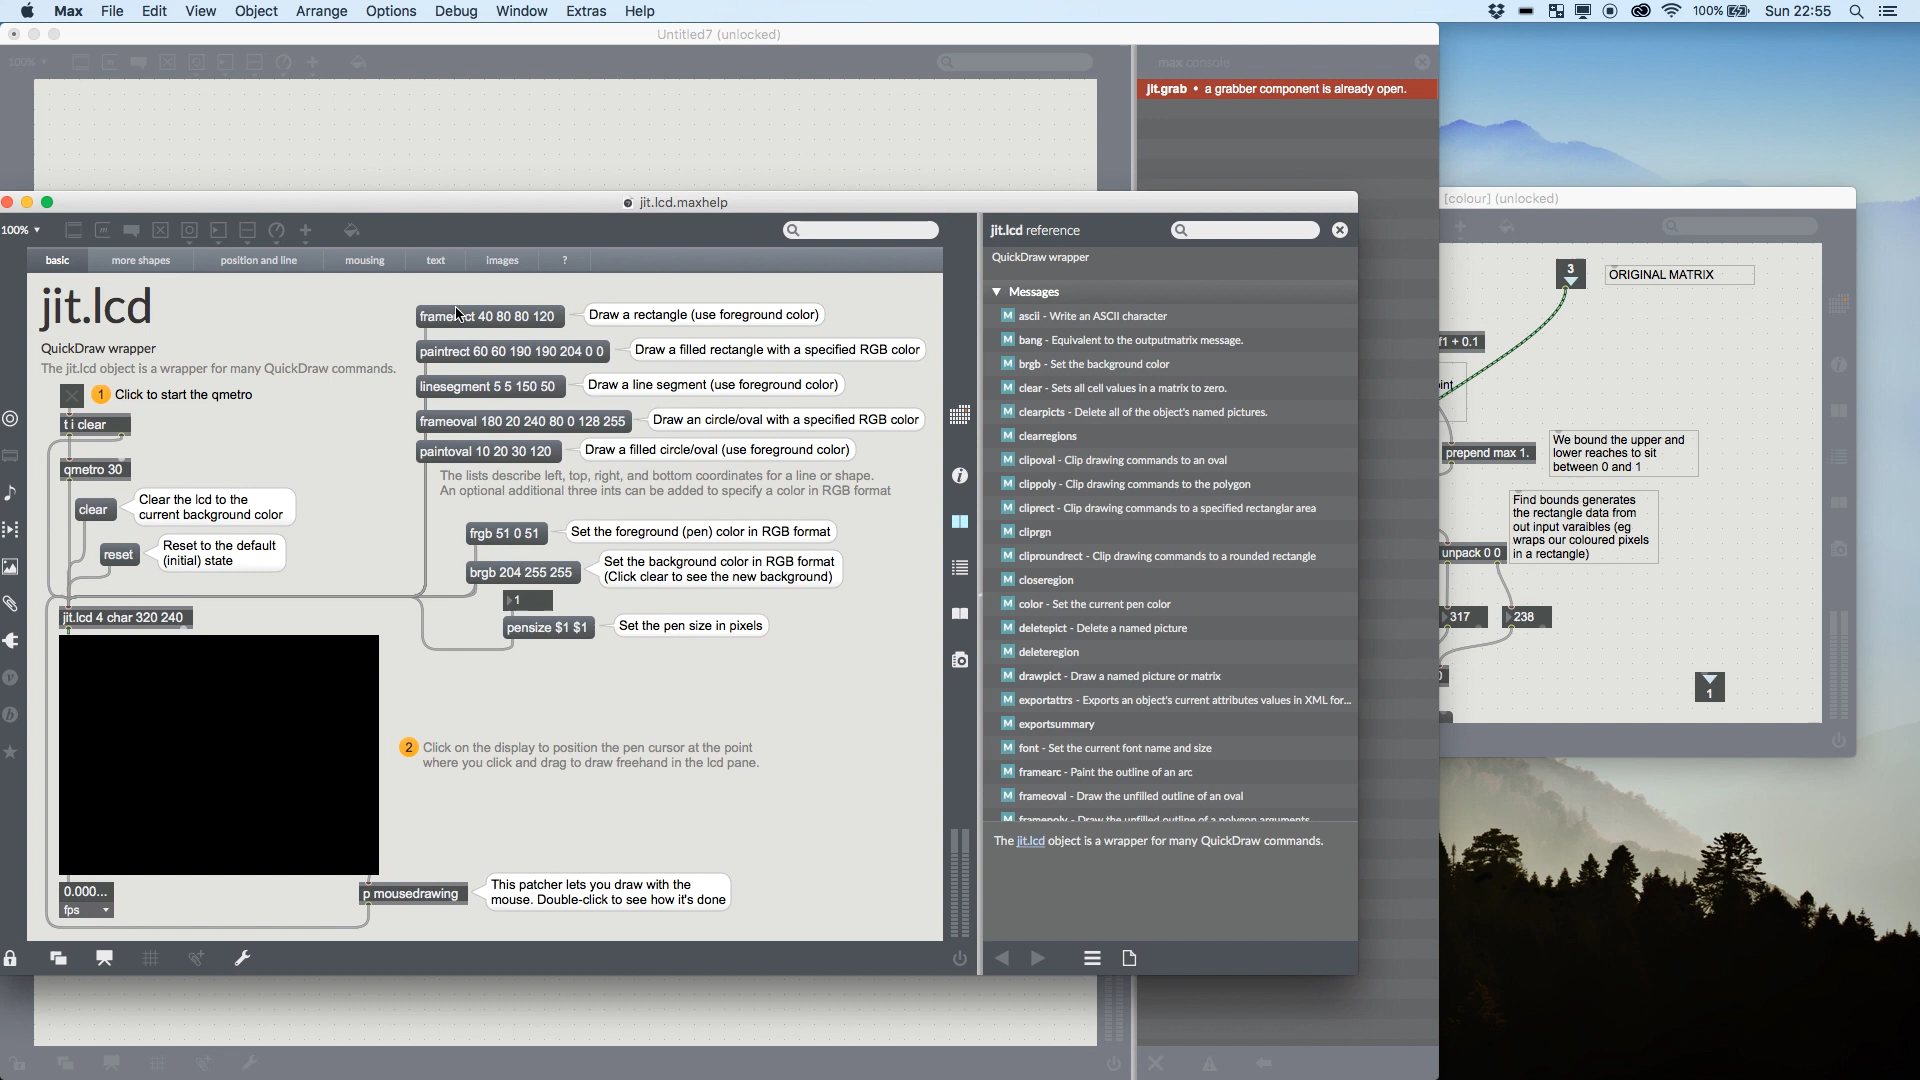 Max File Edit View Object Arrange Options Debug Window Extras Help
100% Sun 22:55
Untitled7 (unlocked)
100%
max console
jit.grab • a grabber component is already open.
jit.lcd.maxhelp
[colour] (unlocked)
100%
jit.lcd reference
basic more shapes position and line mousing text images ?
QuickDraw wrapper
jit.lcd
QuickDraw wrapper
The jit.lcd object is a wrapper for many QuickDraw commands.
1 Click to start the qmetro
t i clear
qmetro 30
clear
Clear the lcd to the
current background color
reset
Reset to the default
(initial) state
jit.lcd 4 char 320 240
0.000...
fps
p mousedrawing
This patcher lets you draw with the
mouse. Double-click to see how it's done
40 80 80 120
Draw a rectangle (use foreground color)
paintrect 60 60 190 190 204 0 0
Draw a filled rectangle with a specified RGB color
linesegment 5 5 150 50
Draw a line segment (use foreground color)
frameoval 180 20 240 80 0 128 255
Draw an circle/oval with a specified RGB color
paintoval 10 20 30 120
Draw a filled circle/oval (use foreground color)
The lists describe left, top, right, and bottom coordinates for a line or shape.
An optional additional three ints can be added to specify a color in RGB format
frgb 51 0 51
Set the foreground (pen) color in RGB format
brgb 204 255 255
Set the background color in RGB format
(Click clear to see the new background)
1
pensize $1 $1
Set the pen size in pixels
2 Click on the display to position the pen cursor at the point
where you click and drag to draw freehand in the lcd pane.
Messages
M ascii - Write an ASCII character
M bang - Equivalent to the outputmatrix message.
M brgb - Set the background color
M clear - Sets all cell values in a matrix to zero.
M clearpicts - Delete all of the object's named pictures.
M clearregions
M clipoval - Clip drawing commands to an oval
M clippoly - Clip drawing commands to the polygon
M cliprect - Clip drawing commands to a specified rectanglar area
M cliprgn
M cliproundrect - Clip drawing commands to a rounded rectangle
M closeregion
M color - Set the current pen color
M deletepict - Delete a named picture
M deleteregion
M drawpict - Draw a named picture or matrix
M exportattrs - Exports an object's current attributes values in XML for...
M exportsummary
M font - Set the current font name and size
M framearc - Paint the outline of an arc
M frameoval - Draw the unfilled outline of an oval
M framepoly - Draw the unfilled outline of a polygon arguments
The jit.lcd object is a wrapper for many QuickDraw commands.
3
ORIGINAL MATRIX
f1 + 0.1
prepend max 1.
We bound the upper and
lower reaches to sit
between 0 and 1
Find bounds generates
the rectangle data from
out input varaibles (eg
wraps our coloured pixels
in a rectangle)
unpack 0 0
317
238
1